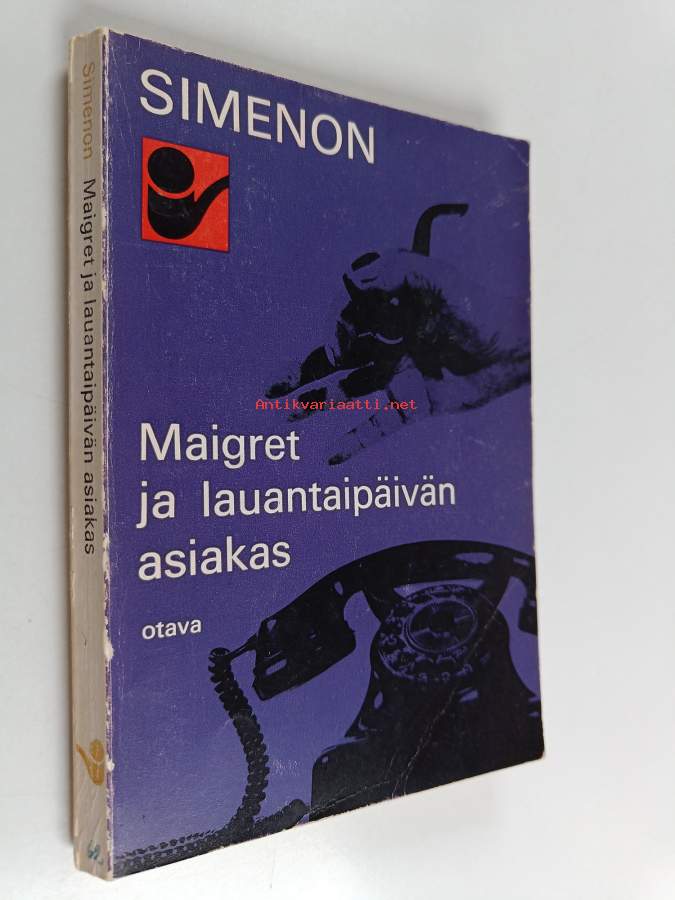 SIMENON
Maigret
ja lauantaipäivän
asiakas
otava
Simenon Maigret ja lauantaipäivän asiakas
Antikvariaatti.net